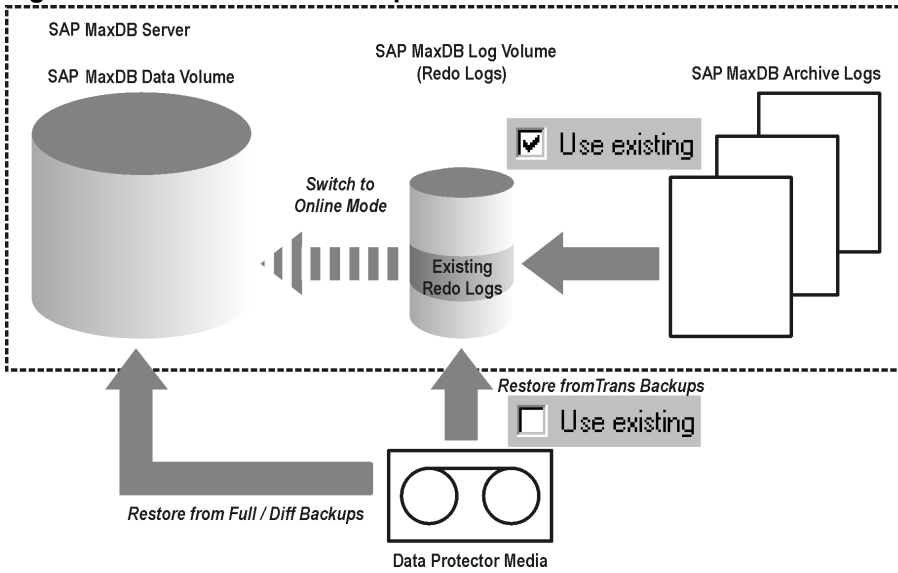 SAP MaxDB Server
SAP MaxDB Data Volume
SAP MaxDB Log Volume
(Redo Logs)
SAP MaxDB Archive Logs
Use existing
Switch to
Online Mode
Existing
Redo Logs
Restore fromTrans Backups
Use existing
Restore from Full / Diff Backups
Data Protector Media